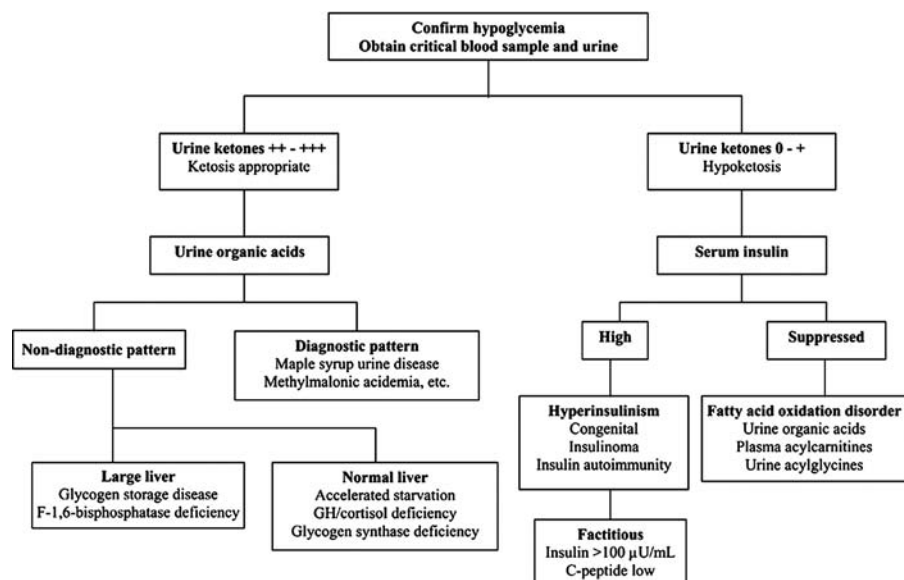 Confirm hypoglycemia
Obtain critical blood sample and urine
Urine ketones ++ - +++
Ketosis appropriate
Urine ketones 0 - +
Hypoketosis
Urine organic acids
Serum insulin
Non-diagnostic pattern
Diagnostic pattern
Maple syrup urine disease
Methylmalonic acidemia, etc.
High
Suppressed
Hyperinsulinism
Congenital
Insulinoma
Insulin autoimmunity
Fatty acid oxidation disorder
Urine organic acids
Plasma acylcarnitines
Urine acylglycines
Large liver
Glycogen storage disease
F-1,6-bisphosphatase deficiency
Normal liver
Accelerated starvation
GH/cortisol deficiency
Glycogen synthase deficiency
Factitious
Insulin >100 µU/mL
C-peptide low